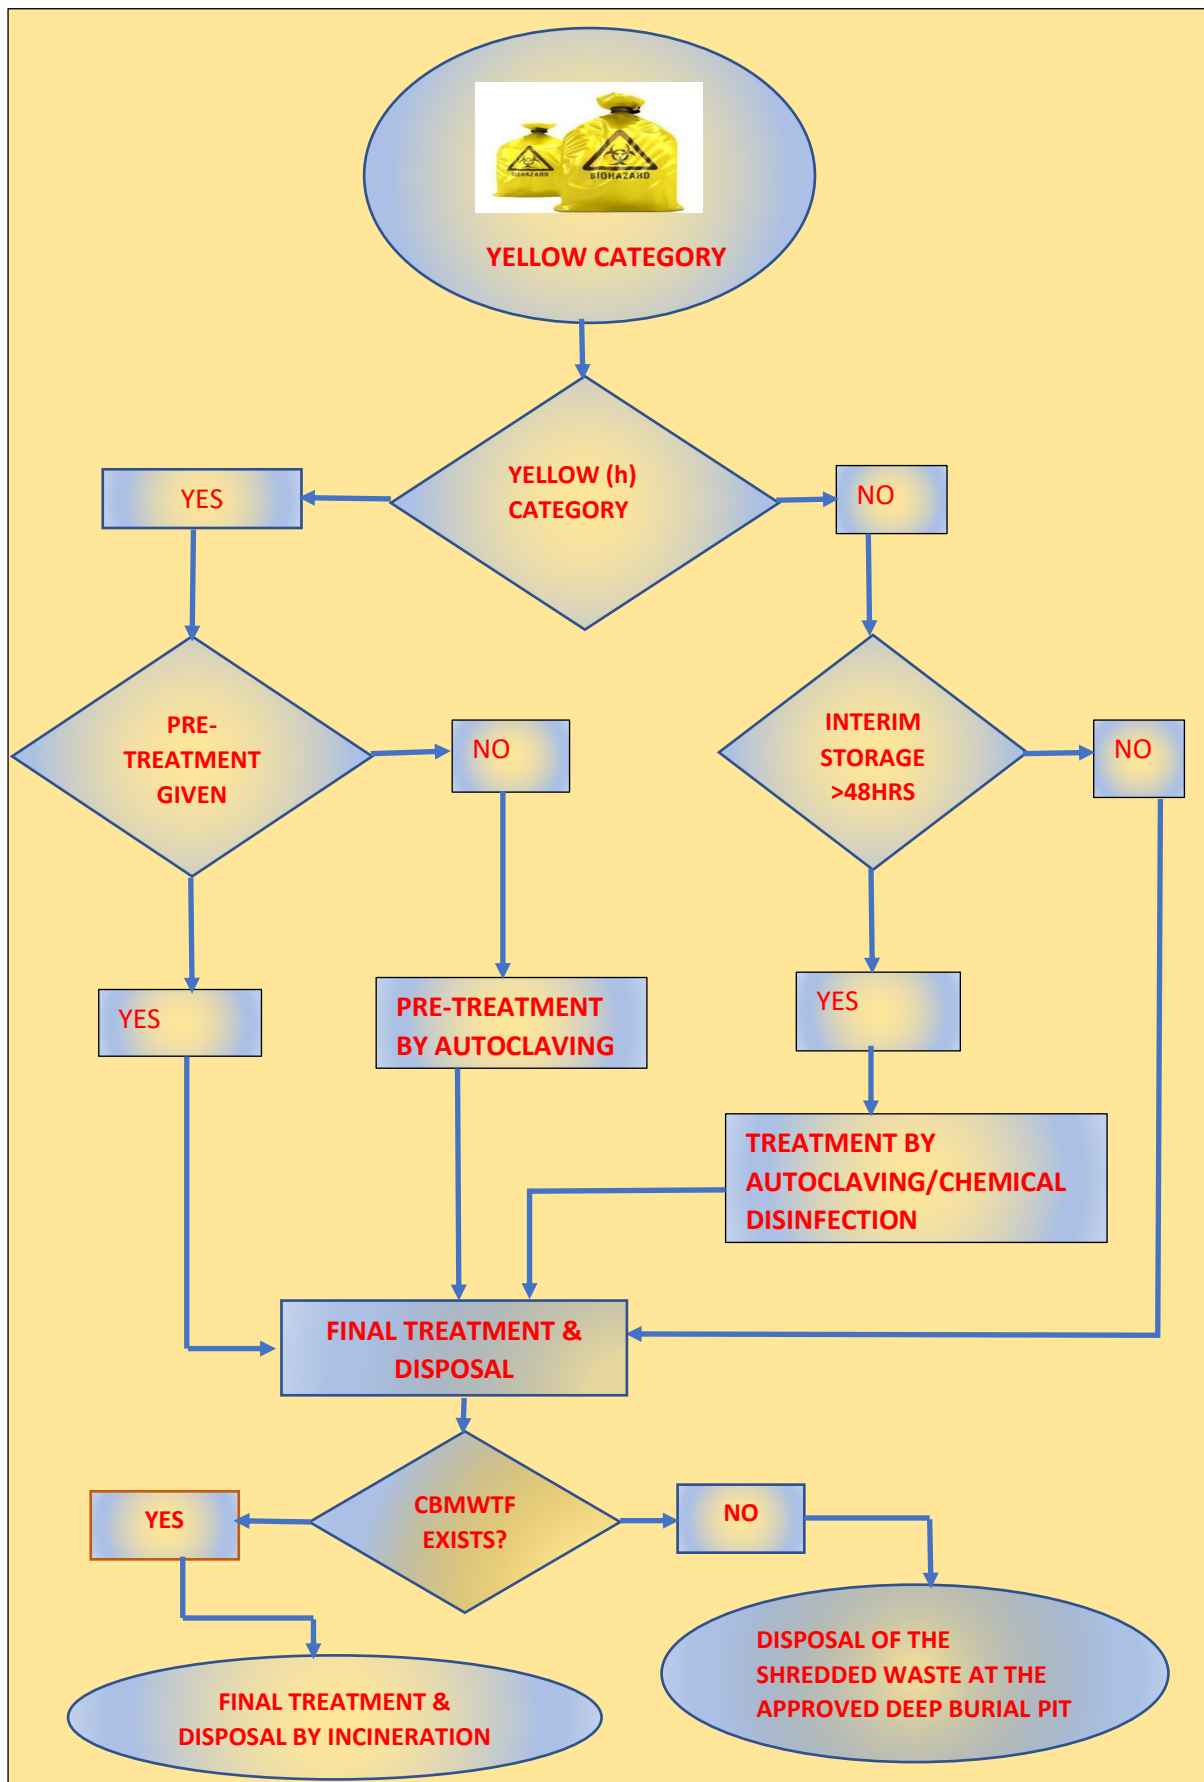 BIOHAZARD
BIOHAZARD
YELLOW CATEGORY
YELLOW (h)
CATEGORY
YES
NO
PRE-
TREATMENT
GIVEN
NO
INTERIM
STORAGE
>48HRS
NO
YES
PRE-TREATMENT
BY AUTOCLAVING
YES
TREATMENT BY
AUTOCLAVING/CHEMICAL
DISINFECTION
FINAL TREATMENT &
DISPOSAL
CBMWTF
EXISTS?
YES
NO
FINAL TREATMENT &
DISPOSAL BY INCINERATION
DISPOSAL OF THE
SHREDDED WASTE AT THE
APPROVED DEEP BURIAL PIT